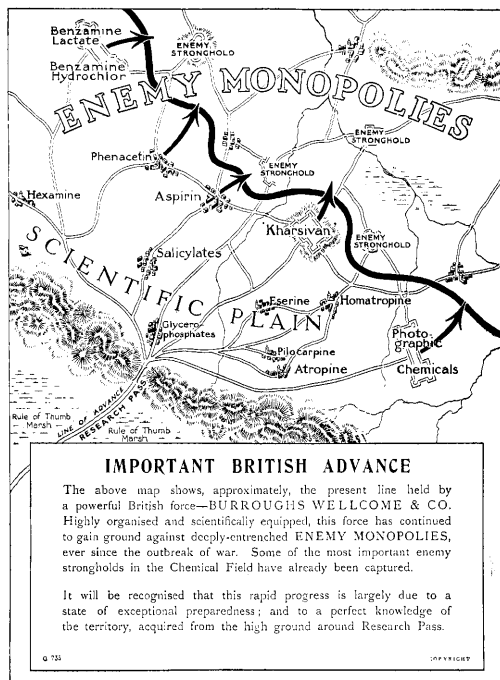 Benzamine
Lactate
ENEMY
STRONGHOLD
Benzamine
Hydrochlor
ENEMY MONOPOLIES
ENEMY
STRONGHOLD
Phenacetin
ENEMY
STRONGHOLD
Hexamine
Aspirin
Kharsivan
ENEMY
STRONGHOLD
SCIENTIFIC PLAIN
Salicylates
Eserine
Homatropine
Glycero-
phosphates
Photo-
graphic
Chemicals
Pilocarpine
Atropine
LINE OF ADVANCE
RESEARCH PASS
Rule of Thumb
Marsh
Rule of Thumb
Marsh
IMPORTANT BRITISH ADVANCE
The above map shows, approximately, the present line held by
a powerful British force—BURROUGHS WELLCOME & CO.
Highly organised and scientifically equipped, this force has continued
to gain ground against deeply-entrenched ENEMY MONOPOLIES,
ever since the outbreak of war. Some of the most important enemy
strongholds in the Chemical Field have already been captured.
It will be recognised that this rapid progress is largely due to a
state of exceptional preparedness; and to a perfect knowledge of
the territory, acquired from the high ground around Research Pass.
COPYRIGHT